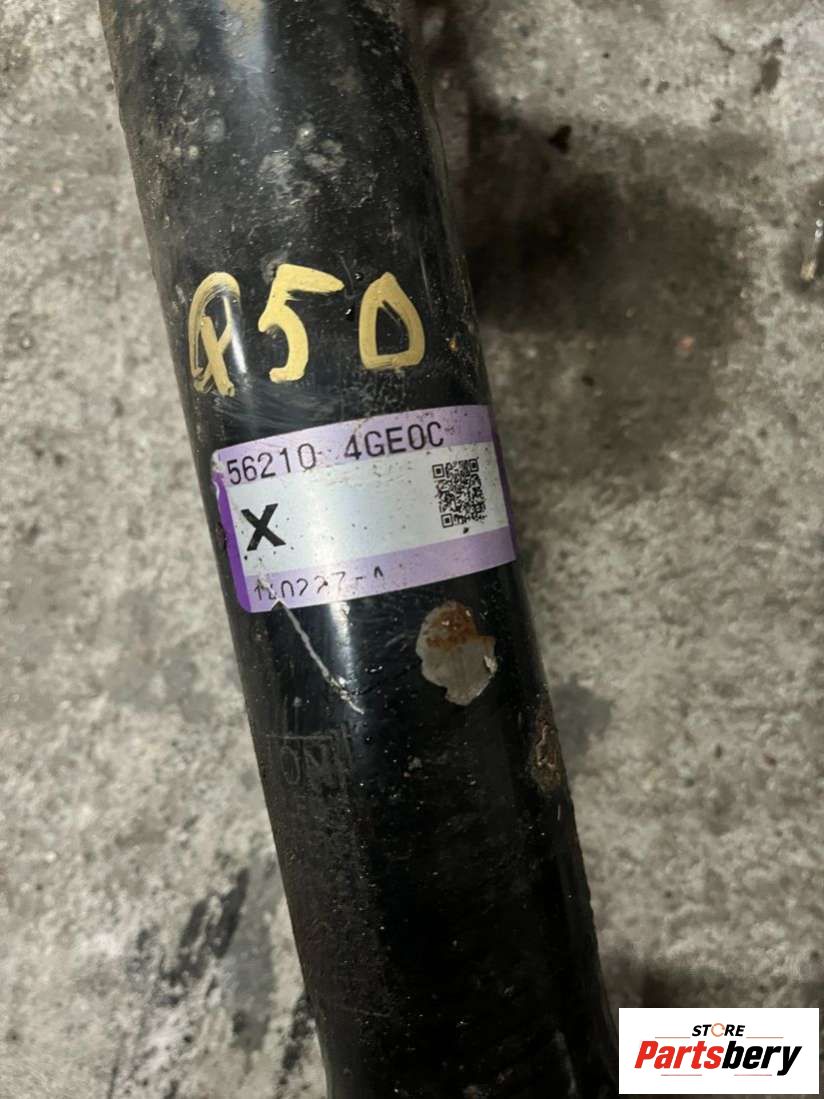 Q50
56210 4GE0C
X
STORE
Partsbery